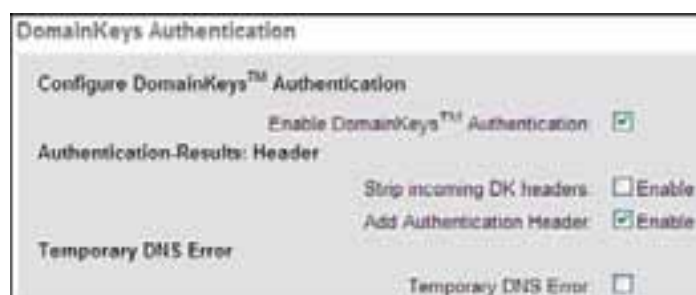 DomainKeys Authentication
Configure DomainKeys™ Authentication
Enable DomainKeys™ Authentication:
Authentication-Results: Header
Strip incoming DK headers: Enable
Add Authentication Header: Enable
Temporary DNS Error
Temporary DNS Error: